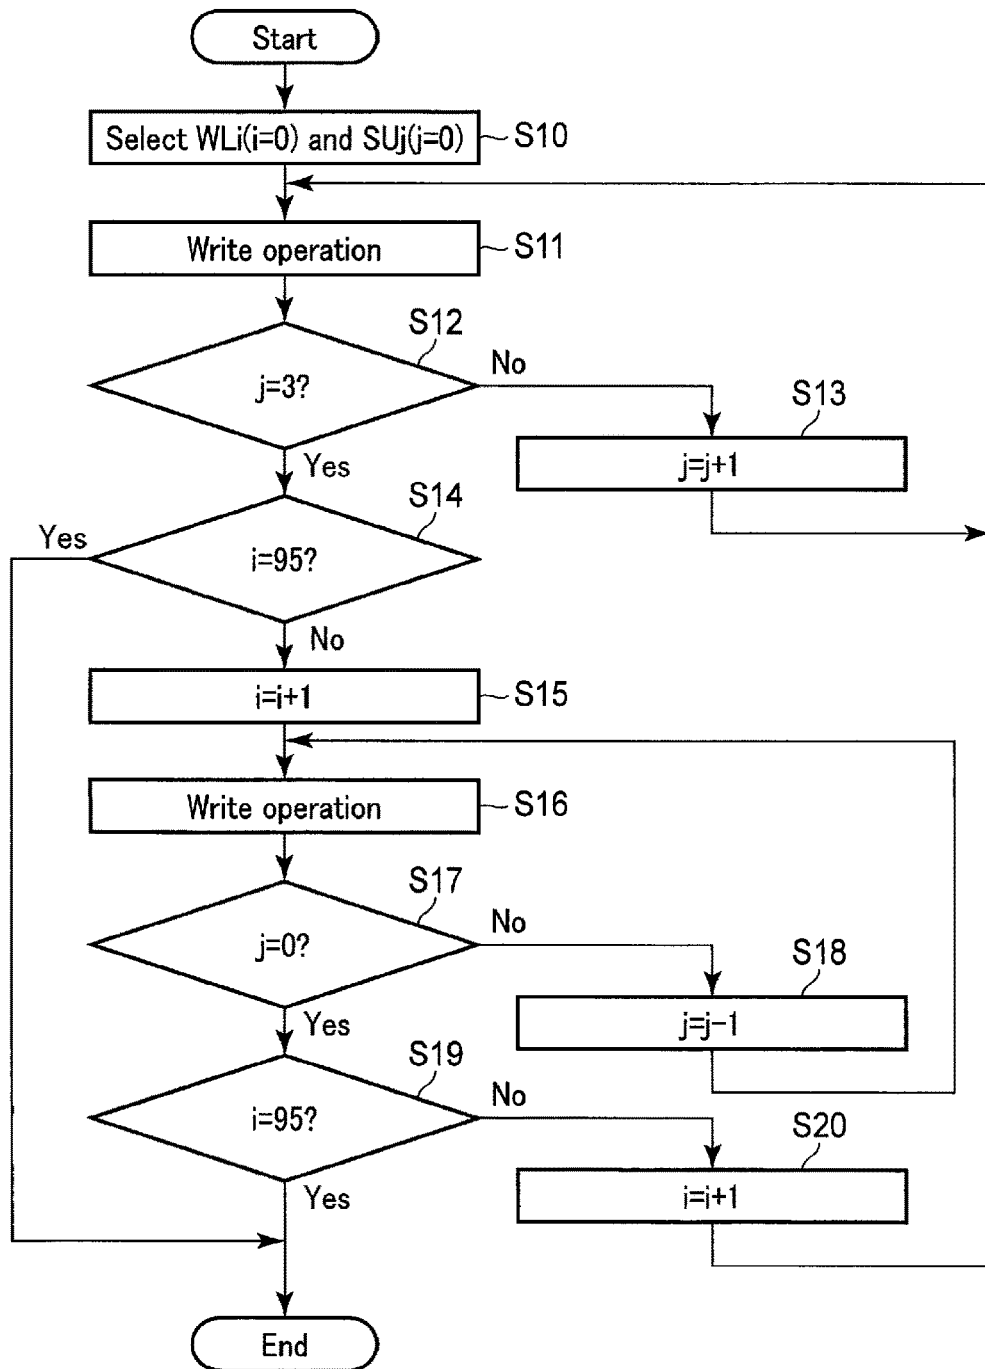 Start
Select WLi(i=0) and SUj(j=0)
S10
Write operation
S11
S12
j=3?
No
S13
j=j+1
Yes
S14
Yes
i=95?
No
i=i+1
S15
Write operation
S16
S17
j=0?
No
S18
j=j-1
Yes
S19
i=95?
No
S20
i=i+1
Yes
End